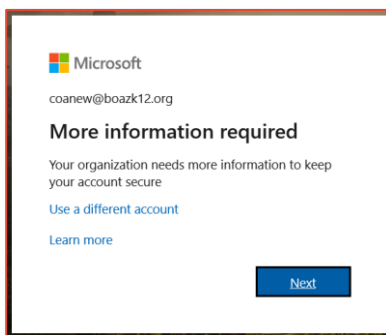 Microsoft
coanew@boazk12.org
More information required
Your organization needs more information to keep
your account secure
Use a different account
Learn more
Next